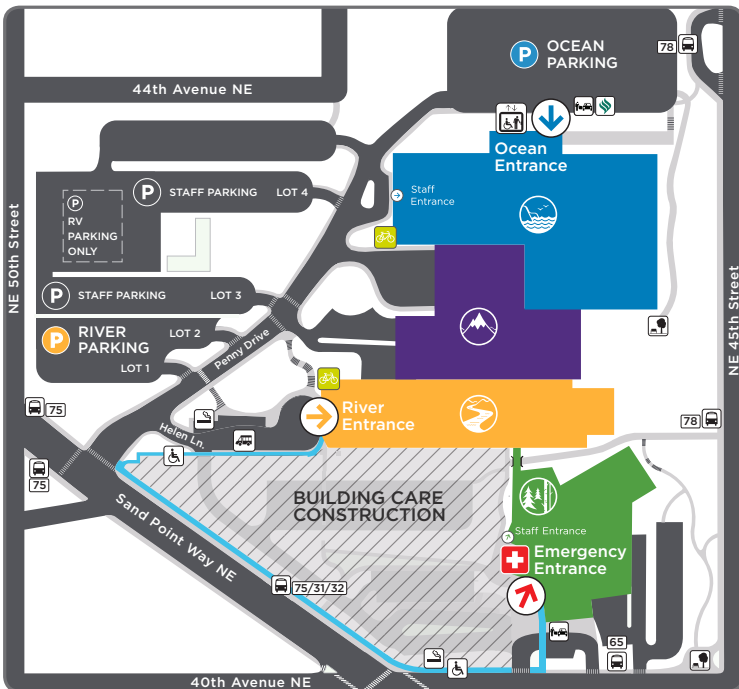 P
OCEAN
PARKING
78
44th Avenue NE
Ocean
Entrance
Staff
Entrance
P
STAFF PARKING
LOT 4
P
RV
PARKING
ONLY
NE 50th Street
P
STAFF PARKING
LOT 3
P
RIVER
PARKING
LOT 2
LOT 1
Penny Drive
NE 45th Street
75
Helen Ln.
River
Entrance
78
75
BUILDING CARE
CONSTRUCTION
Sand Point Way NE
Staff Entrance
Emergency
Entrance
75/31/32
65
40th Avenue NE